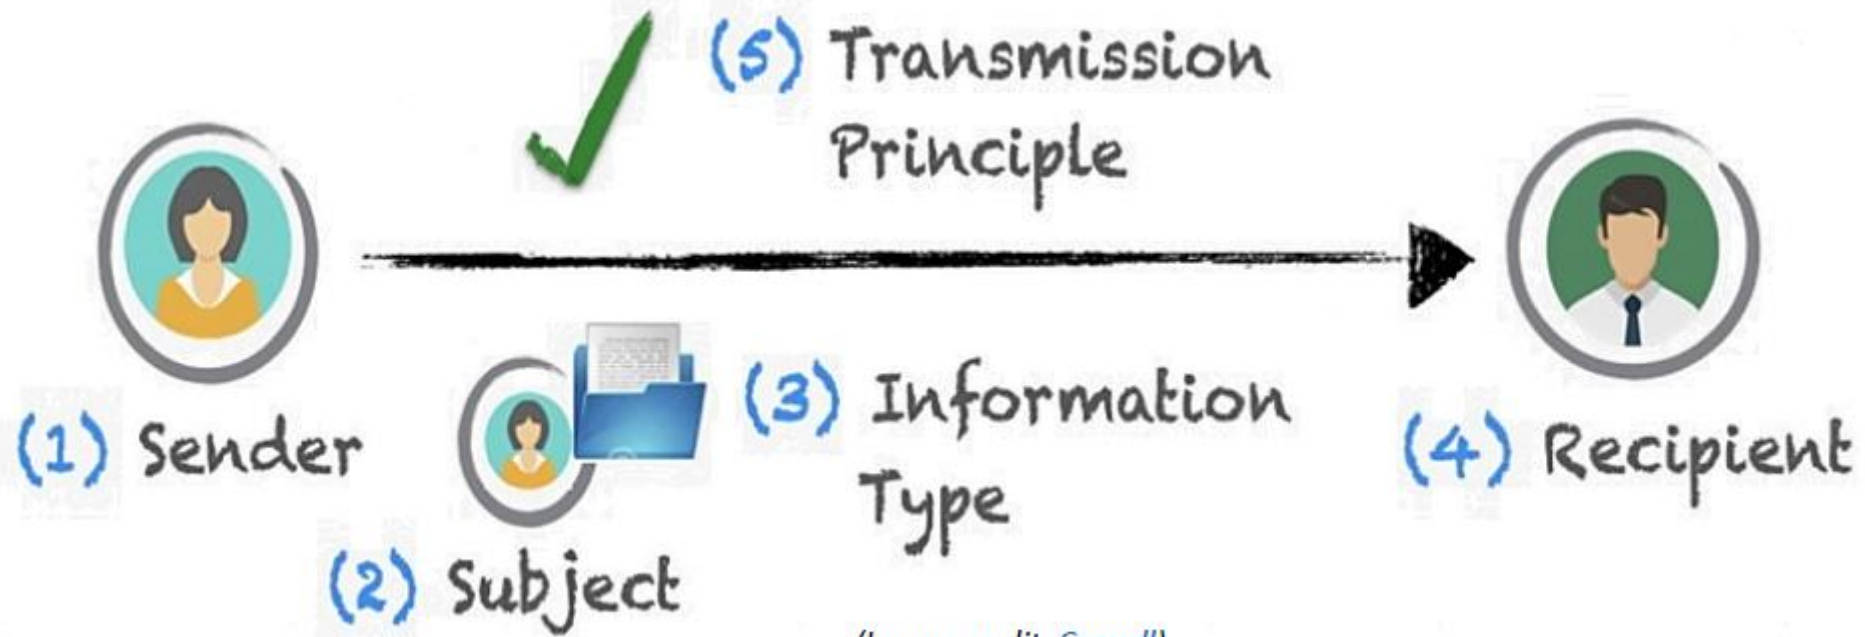 (5) Transmission
Principle
(1) Sender
(3) Information
Type
(4) Recipient
(2) Subject